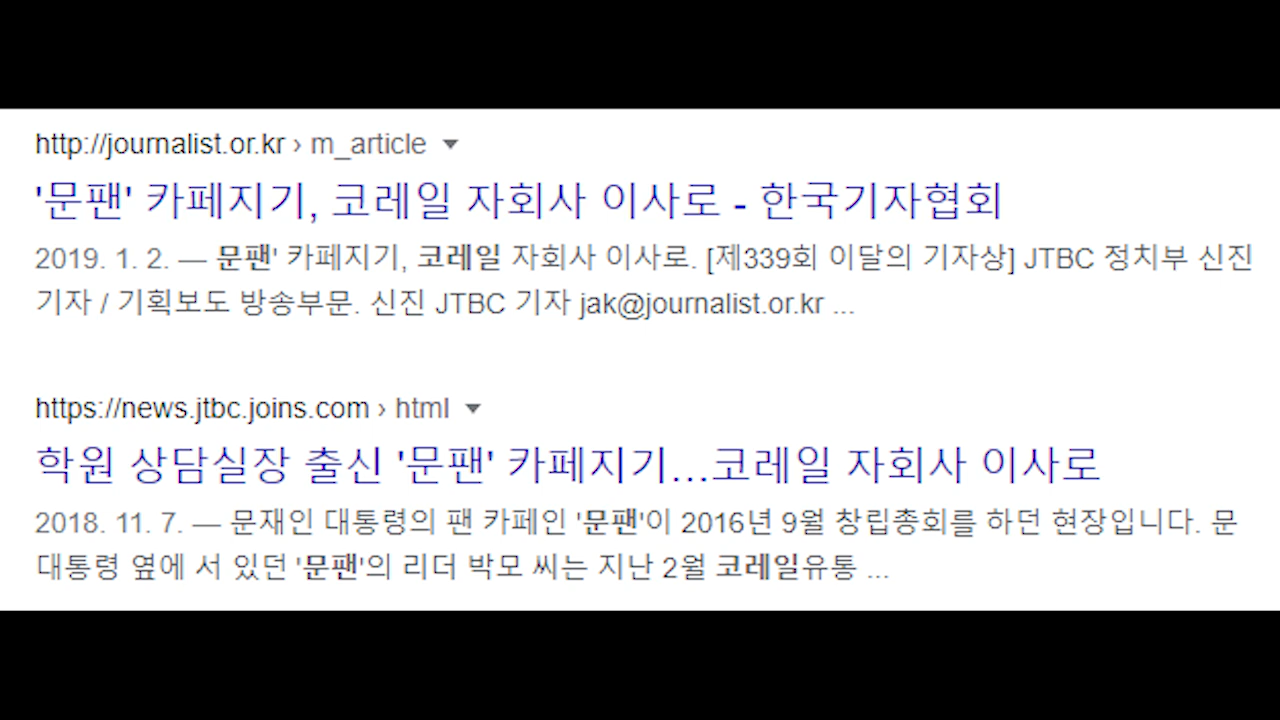 http://journalist.or.kr › m_article
'문팬' 카페지기, 코레일 자회사 이사로 - 한국기자협회
2019. 1. 2. — 문팬' 카페지기, 코레일 자회사 이사로. [제339회 이달의 기자상] JTBC 정치부 신진
기자 / 기획보도 방송부문. 신진 JTBC 기자 jak@journalist.or.kr ...
https://news.jtbc.joins.com › html
학원 상담실장 출신 '문팬' 카페지기...코레일 자회사 이사로
2018. 11. 7. — 문재인 대통령의 팬 카페인 '문팬'이 2016년 9월 창립총회를 하던 현장입니다. 문
대통령 옆에 서 있던 '문팬'의 리더 박모 씨는 지난 2월 코레일유통 ...